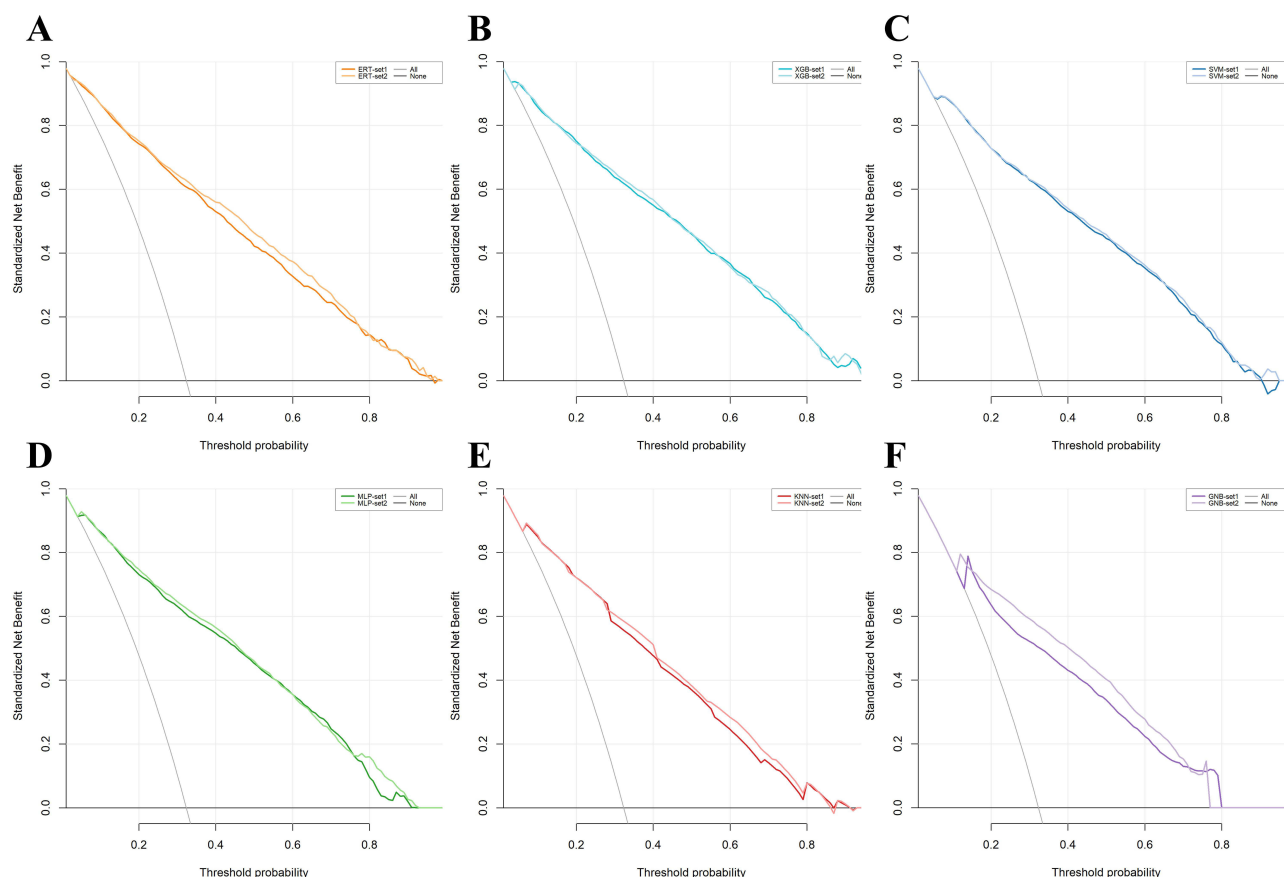 A
ERT-set1 All
ERT-set2 None
Standardized Net Benefit
1.0
0.8
0.6
0.4
0.2
0.0
0.2 0.4 0.6 0.8
Threshold probability
B
XGB-set1 All
XGB-set2 None
Standardized Net Benefit
1.0
0.8
0.6
0.4
0.2
0.0
0.2 0.4 0.6 0.8
Threshold probability
C
SVM-set1 All
SVM-set2 None
Standardized Net Benefit
1.0
0.8
0.6
0.4
0.2
0.0
0.2 0.4 0.6 0.8
Threshold probability
D
MLP-set1 All
MLP-set2 None
Standardized Net Benefit
1.0
0.8
0.6
0.4
0.2
0.0
0.2 0.4 0.6 0.8
Threshold probability
E
KNN-set1 All
KNN-set2 None
Standardized Net Benefit
1.0
0.8
0.6
0.4
0.2
0.0
0.2 0.4 0.6 0.8
Threshold probability
F
GNB-set1 All
GNB-set2 None
Standardized Net Benefit
1.0
0.8
0.6
0.4
0.2
0.0
0.2 0.4 0.6 0.8
Threshold probability